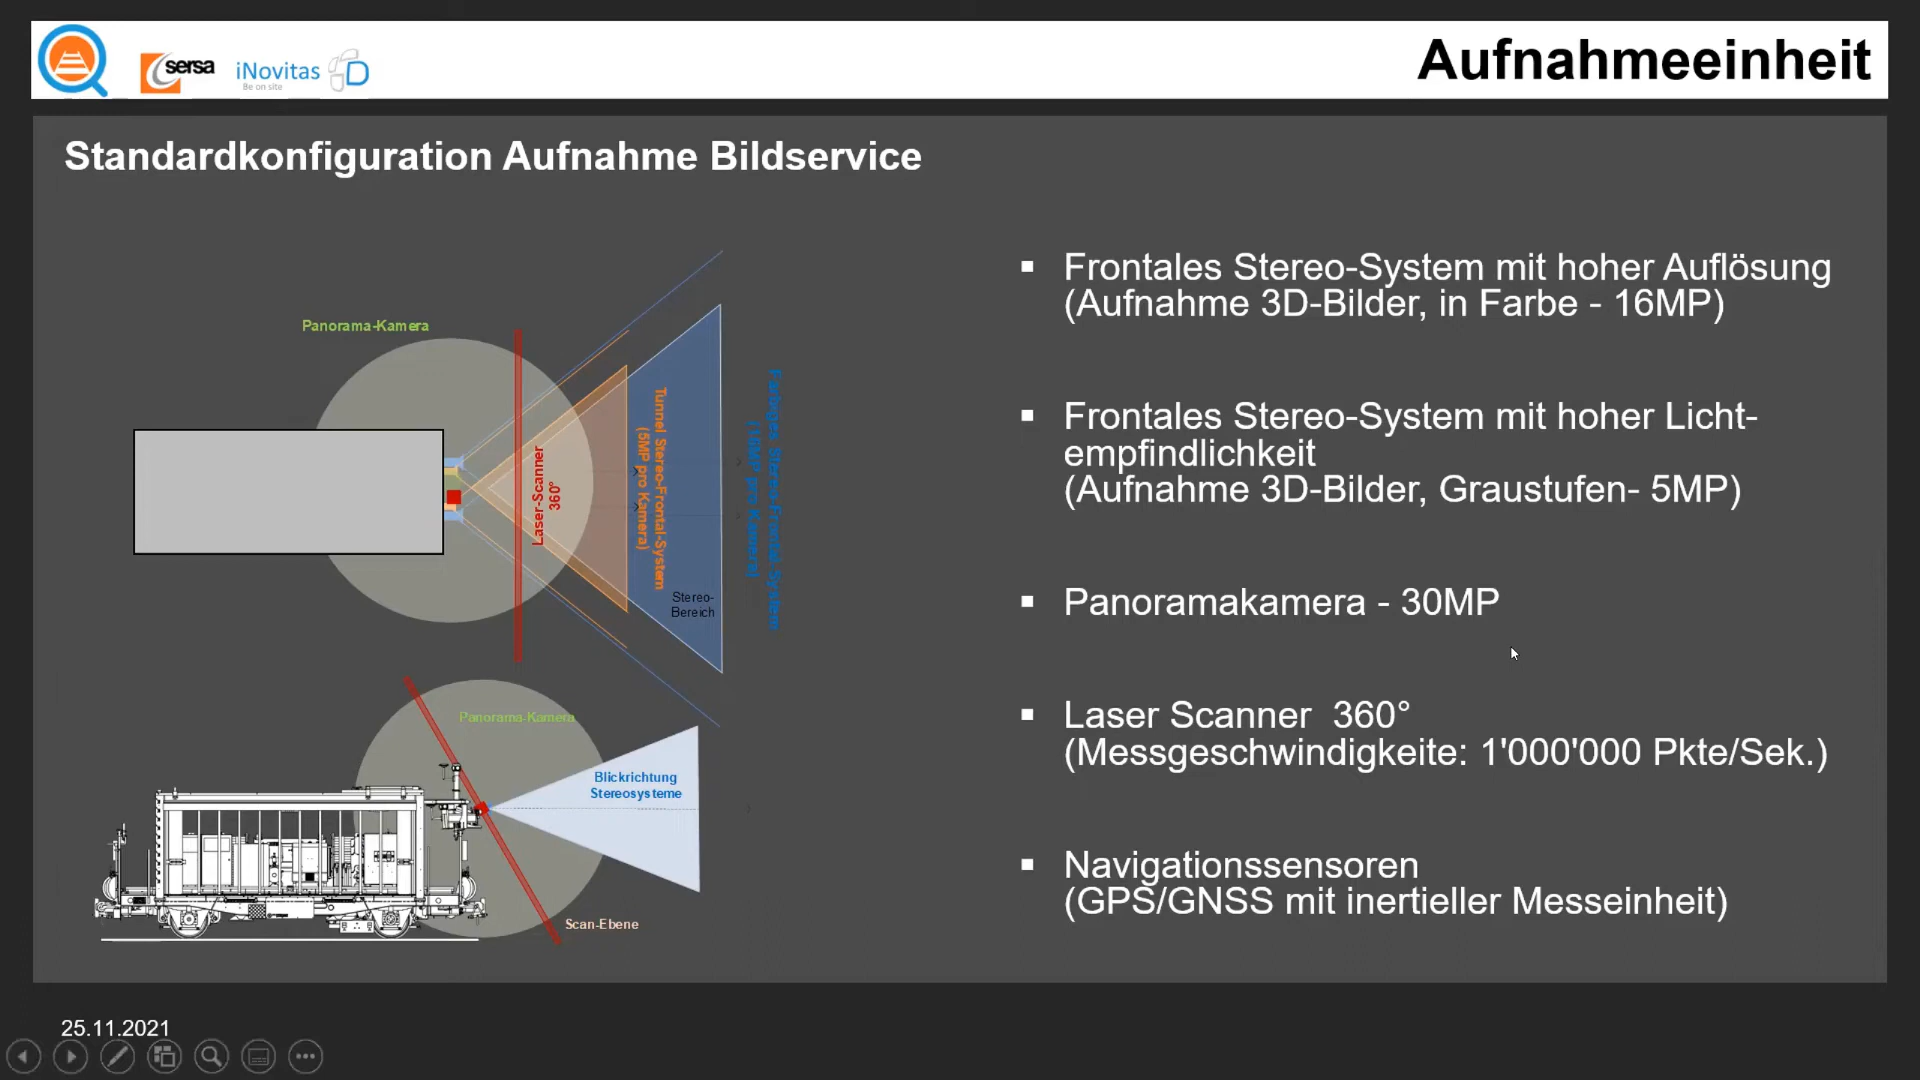 sersa
iNovitas
Be on site
Aufnahmeeinheit
Standardkonfiguration Aufnahme Bildservice
Panorama-Kamera
Laser-Scanner
360°
Tunnel Stereo-Frontal-System
(5MP pro Kamera)
Farbiges Stereo-Frontal-System
(16MP pro Kamera)
Stereo-
Bereich
Panorama-Kamera
Blickrichtung
Stereosysteme
Scan-Ebene
▪ Frontales Stereo-System mit hoher Auflösung
(Aufnahme 3D-Bilder, in Farbe - 16MP)
▪ Frontales Stereo-System mit hoher Licht-
empfindlichkeit
(Aufnahme 3D-Bilder, Graustufen- 5MP)
▪ Panoramakamera - 30MP
▪ Laser Scanner 360°
(Messgeschwindigkeite: 1'000'000 Pkte/Sek.)
▪ Navigationssensoren
(GPS/GNSS mit inertieller Messeinheit)
25.11.2021